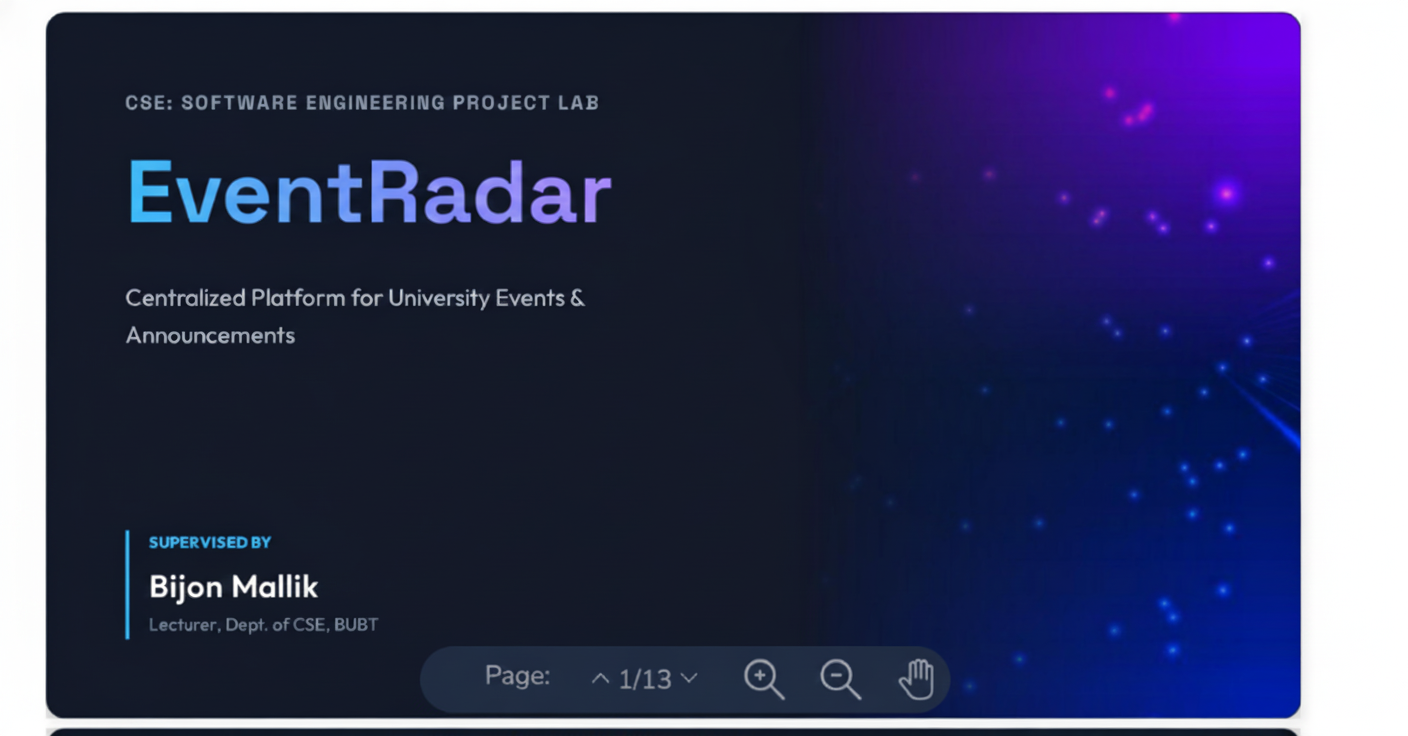 CSE: SOFTWARE ENGINEERING PROJECT LAB
EventRadar
Centralized Platform for University Events &
Announcements
SUPERVISED BY
Bijon Mallik
Lecturer, Dept. of CSE, BUBT
Page: 1/13